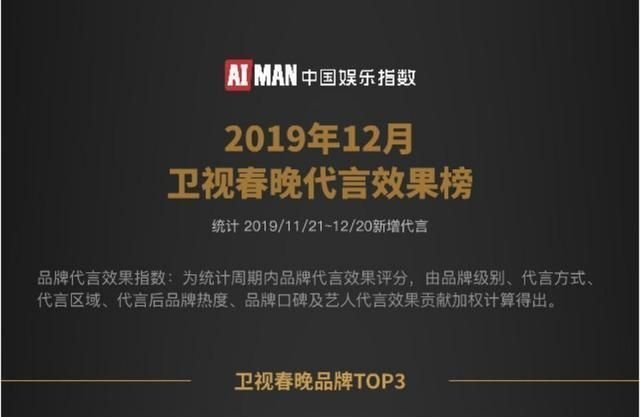 AI MAN 中国娱乐指数
2019年12月
卫视春晚代言效果榜
统计 2019/11/21~12/20新增代言
品牌代言效果指数：为统计周期内品牌代言效果评分，由品牌级别、代言方式、
代言区域、代言后品牌热度、品牌口碑及艺人代言效果贡献加权计算得出。
卫视春晚品牌TOP3